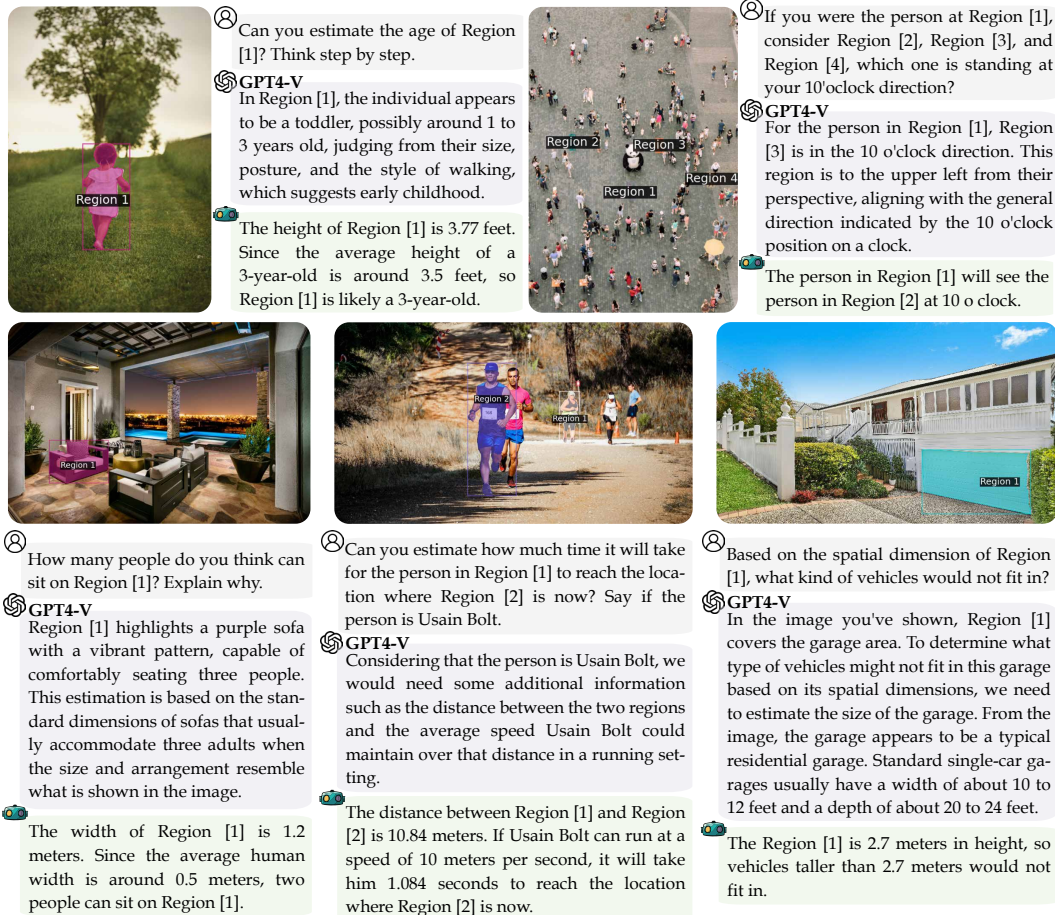 Region 1
Can you estimate the age of Region
[1]? Think step by step.
GPT4-V
In Region [1], the individual appears
to be a toddler, possibly around 1 to
3 years old, judging from their size,
posture, and the style of walking,
which suggests early childhood.
The height of Region [1] is 3.77 feet.
Since the average height of a
3-year-old is around 3.5 feet, so
Region [1] is likely a 3-year-old.
Region 2
Region 3
Region 4
Region 1
If you were the person at Region [1],
consider Region [2], Region [3], and
Region [4], which one is standing at
your 10'oclock direction?
GPT4-V
For the person in Region [1], Region
[3] is in the 10 o'clock direction. This
region is to the upper left from their
perspective, aligning with the general
direction indicated by the 10 o'clock
position on a clock.
The person in Region [1] will see the
person in Region [2] at 10 o clock.
Region 1
How many people do you think can
sit on Region [1]? Explain why.
GPT4-V
Region [1] highlights a purple sofa
with a vibrant pattern, capable of
comfortably seating three people.
This estimation is based on the stan-
dard dimensions of sofas that usual-
ly accommodate three adults when
the size and arrangement resemble
what is shown in the image.
The width of Region [1] is 1.2
meters. Since the average human
width is around 0.5 meters, two
people can sit on Region [1].
Region 2
Region 1
Can you estimate how much time it will take
for the person in Region [1] to reach the loca-
tion where Region [2] is now? Say if the
person is Usain Bolt.
GPT4-V
Considering that the person is Usain Bolt, we
would need some additional information
such as the distance between the two regions
and the average speed Usain Bolt could
maintain over that distance in a running set-
ting.
The distance between Region [1] and Region
[2] is 10.84 meters. If Usain Bolt can run at a
speed of 10 meters per second, it will take
him 1.084 seconds to reach the location
where Region [2] is now.
Region 1
Based on the spatial dimension of Region
[1], what kind of vehicles would not fit in?
GPT4-V
In the image you've shown, Region [1]
covers the garage area. To determine what
type of vehicles might not fit in this garage
based on its spatial dimensions, we need
to estimate the size of the garage. From the
image, the garage appears to be a typical
residential garage. Standard single-car ga-
rages usually have a width of about 10 to
12 feet and a depth of about 20 to 24 feet.
The Region [1] is 2.7 meters in height, so
vehicles taller than 2.7 meters would not
fit in.